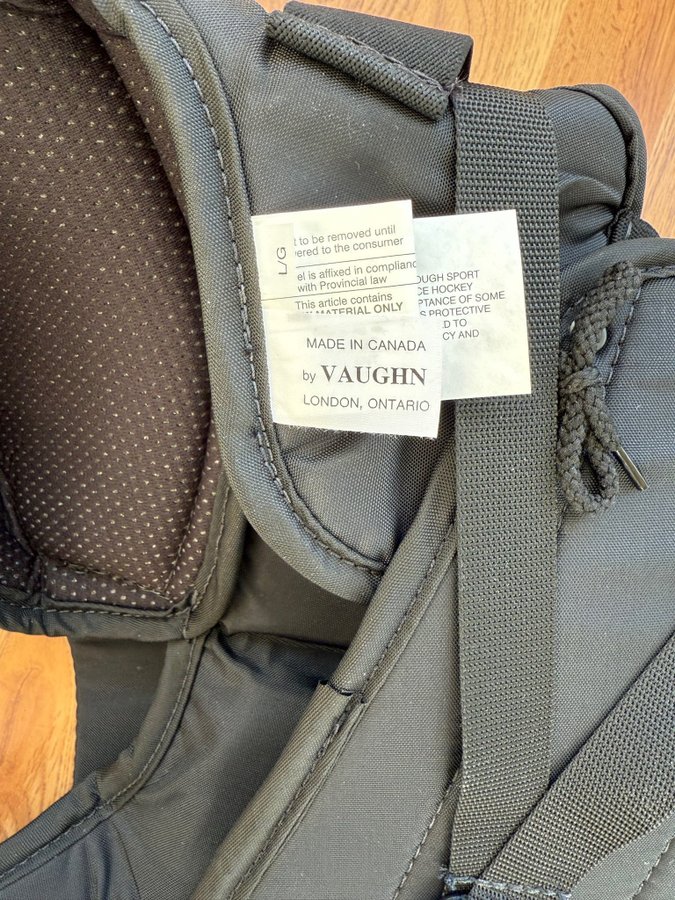 L/G
to be removed until
ered to the consumer
el is affixed in complianc
with Provincial law
This article contains
MATERIAL ONLY
MADE IN CANADA
by VAUGHN
LONDON, ONTARIO
OUGH SPORT
CE HOCKEY
PTANCE OF SOME
S PROTECTIVE
D TO
CY AND